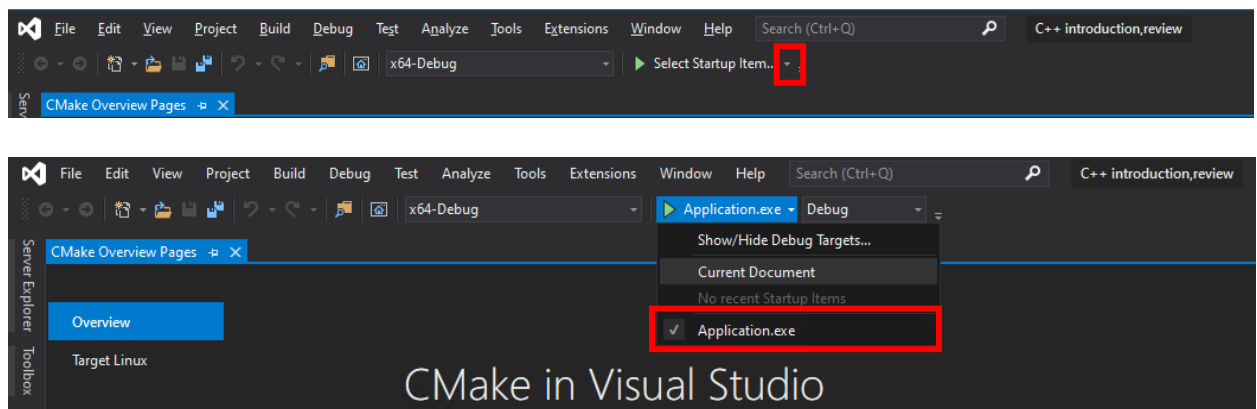 File Edit View Project Build Debug Test Analyze Tools Extensions Window Help Search (Ctrl+Q) C++ introduction,review
x64-Debug Select Startup Item...
Serv CMake Overview Pages
File Edit View Project Build Debug Test Analyze Tools Extensions Window Help Search (Ctrl+Q) C++ introduction,review
x64-Debug Application.exe Debug
Server Explorer
Toolbox
CMake Overview Pages
Show/Hide Debug Targets...
Current Document
No recent Startup Items
Application.exe
Overview
Target Linux
CMake in Visual Studio